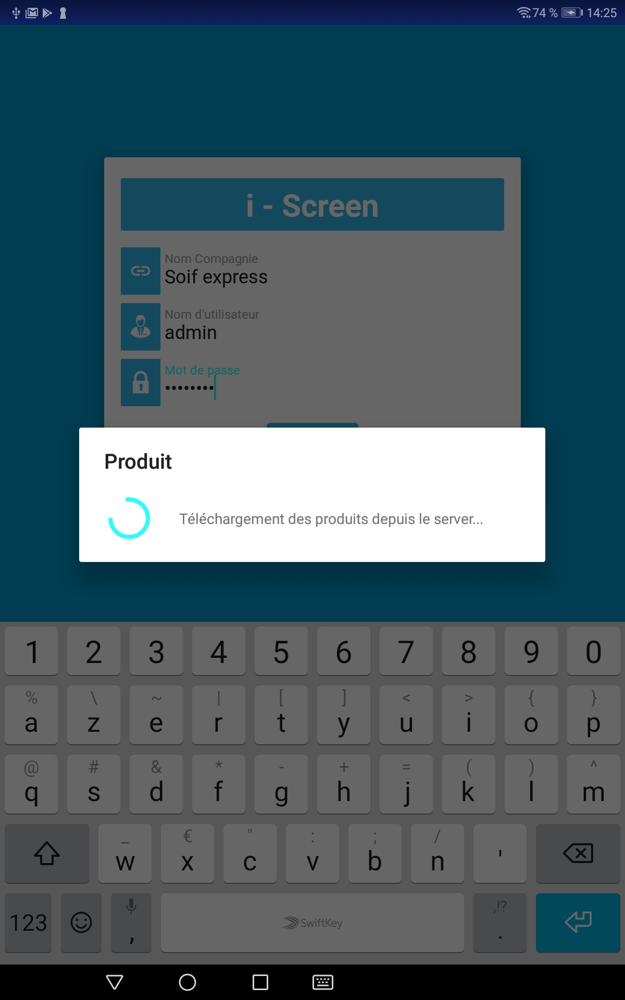 74 % 14:25
i - Screen
Nom Compagnie
Soif express
Nom d'utilisateur
admin
Mot de passe
••••••••
Produit
Téléchargement des produits depuis le server...
1 2 3 4 5 6 7 8 9 0
% \ ~ | [ ] < > { }
a z e r t y u i o p
@ # & * - + = ( ) ^
q s d f g h j k l m
_ € " : ; /
w x c v b n '
,!?
123 , SwiftKey .